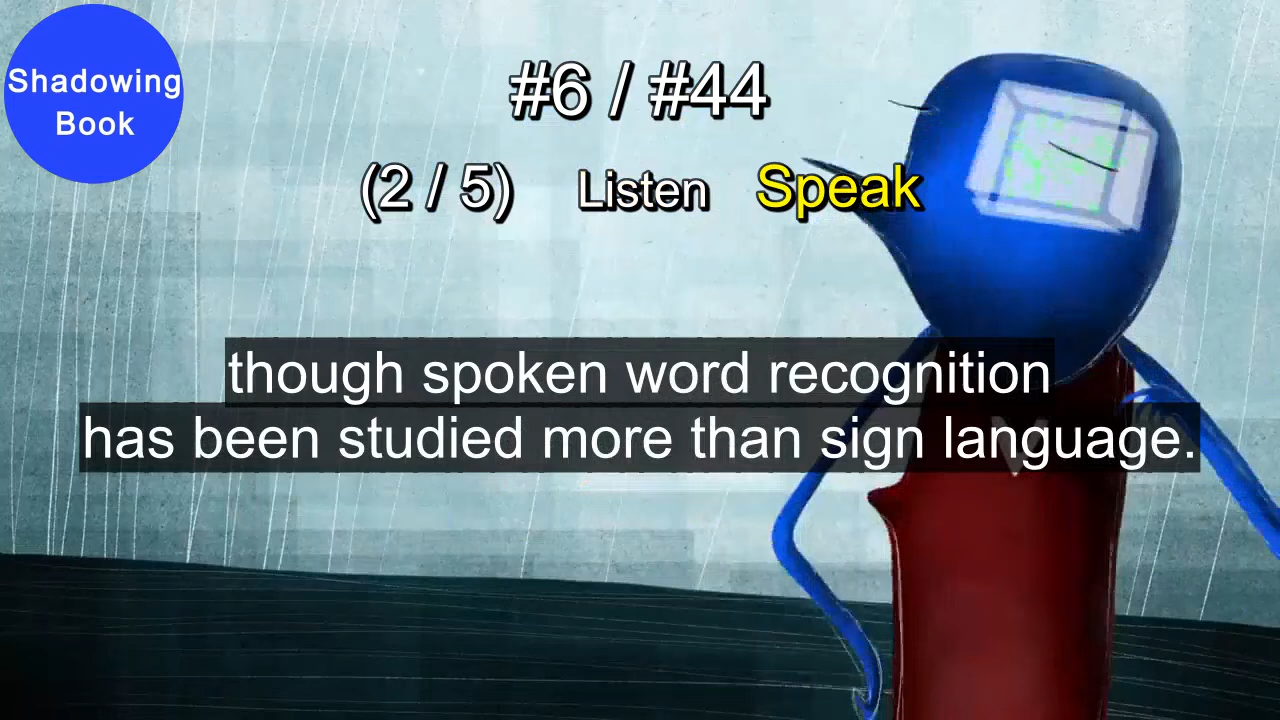 Shadowing
Book
#6 / #44
(2 / 5) Listen Speak
though spoken word recognition
has been studied more than sign language.